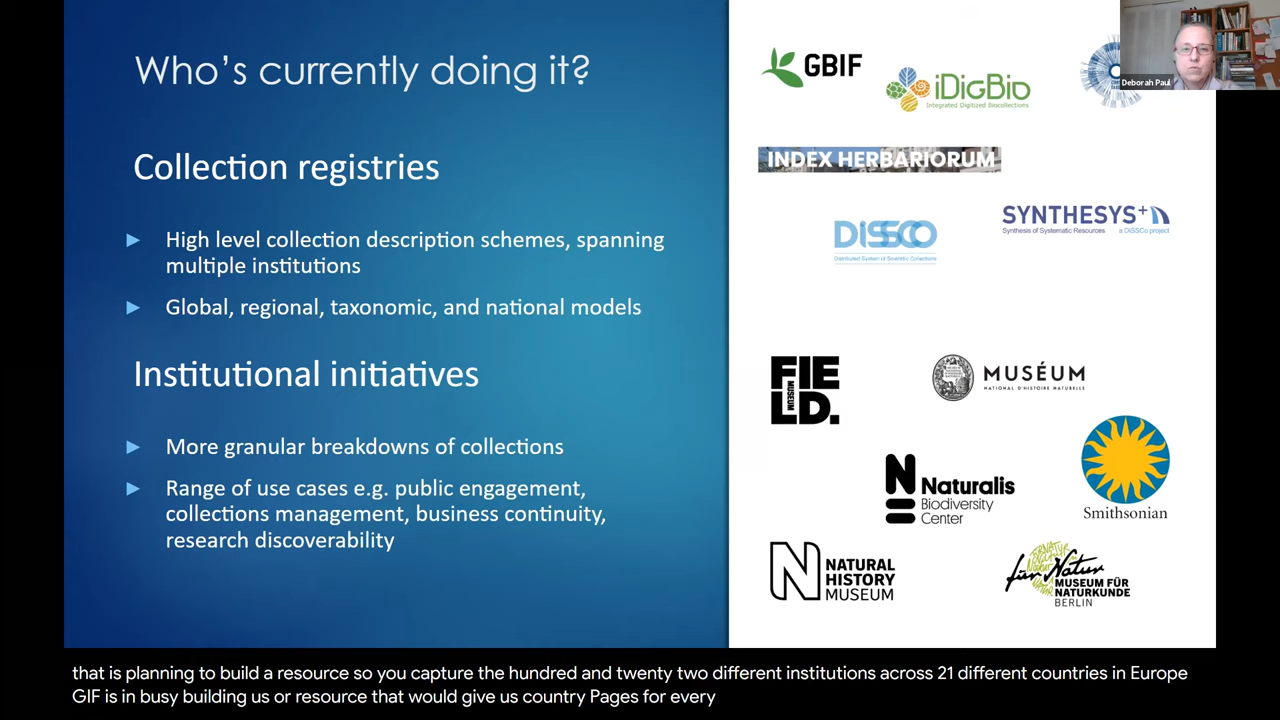 Who's currently doing it?
Collection registries
► High level collection description schemes, spanning
multiple institutions
► Global, regional, taxonomic, and national models
Institutional initiatives
► More granular breakdowns of collections
► Range of use cases e.g. public engagement,
collections management, business continuity,
research discoverability
GBIF
iDigBio
Integrated Digitized Biocollections
Deborah Paul
INDEX HERBARIORUM
DiSSCo
Distributed System of Scientific Collections
SYNTHESYS+
Synthesis of Systematic Resources
a DiSSCo project
FIELD.
MUSEUM
MUSÉUM
NATIONAL D'HISTOIRE NATURELLE
Naturalis
Biodiversity
Center
Smithsonian
N
NATURAL
HISTORY
MUSEUM
für Natur
MUSEUM FÜR
NATURKUNDE
BERLIN
that is planning to build a resource so you capture the hundred and twenty two different institutions across 21 different countries in Europe
GIF is in busy building us or resource that would give us country Pages for every